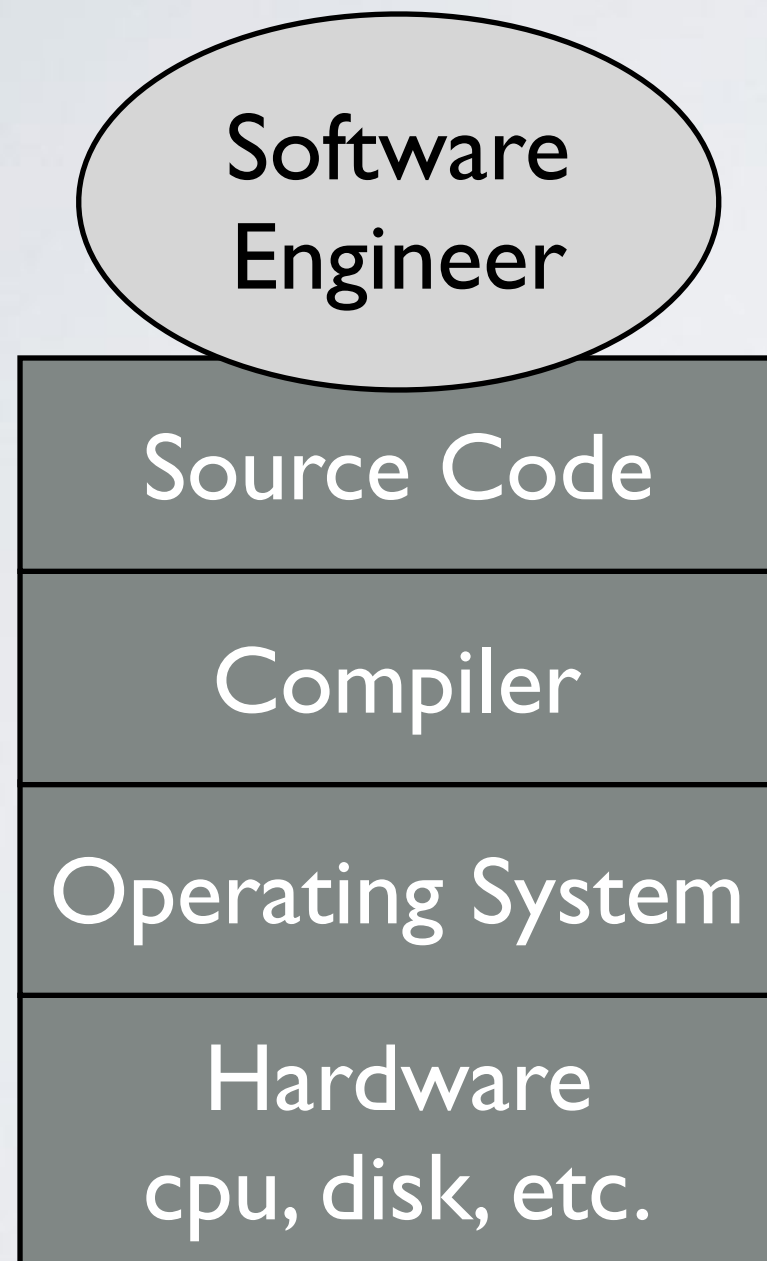 Software
Engineer
Source Code
Compiler
Operating System
Hardware
cpu, disk, etc.